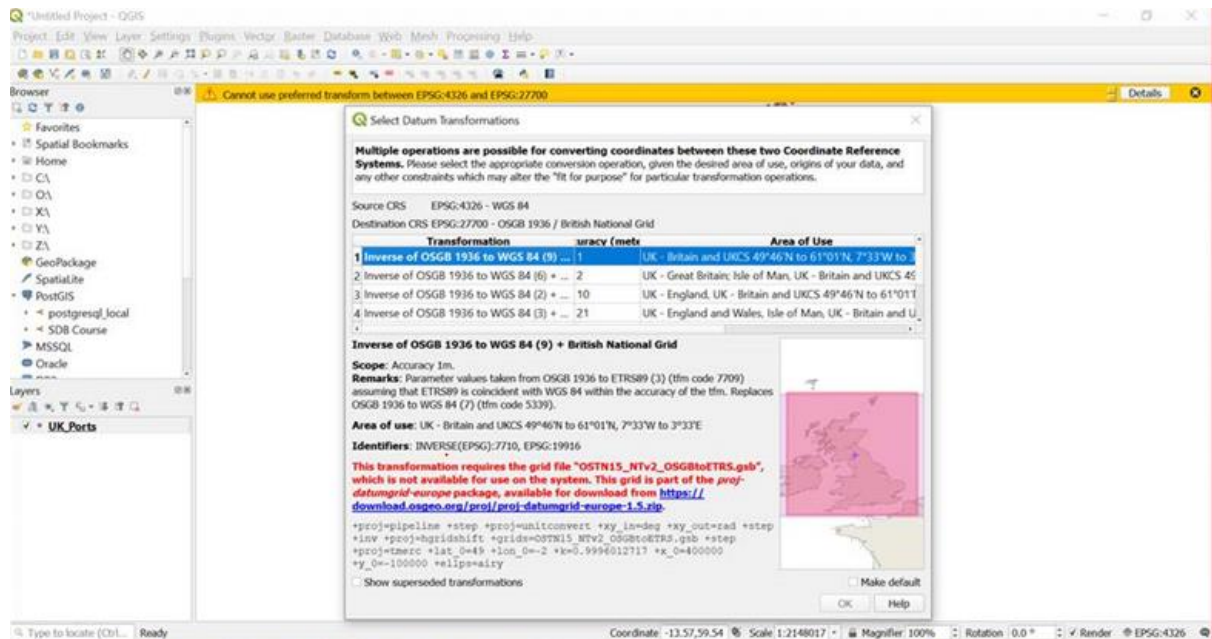 *Untitled Project - QGIS
Project Edit View Layer Settings Plugins Vector Raster Database Web Mesh Processing Help
Browser
Cannot use preferred transform between EPSG:4326 and EPSG:27700
Details
Favorites
Spatial Bookmarks
Home
C:\
O:\
X:\
Y:\
Z:\
GeoPackage
SpatiaLite
PostGIS
postgresql_local
SDB Course
MSSQL
Oracle
Layers
UK_Ports
Select Datum Transformations
Multiple operations are possible for converting coordinates between these two Coordinate Reference
Systems. Please select the appropriate conversion operation, given the desired area of use, origins of your data, and
any other constraints which may alter the "fit for purpose" for particular transformation operations.
Source CRS EPSG:4326 - WGS 84
Destination CRS EPSG:27700 - OSGB 1936 / British National Grid
Transformation uracy (mete Area of Use
1 Inverse of OSGB 1936 to WGS 84 (9) ... 1 UK - Britain and UKCS 49°46'N to 61°01'N, 7°33'W to 3
2 Inverse of OSGB 1936 to WGS 84 (6) + ... 2 UK - Great Britain; Isle of Man, UK - Britain and UKCS 49
3 Inverse of OSGB 1936 to WGS 84 (2) + ... 10 UK - England, UK - Britain and UKCS 49°46'N to 61°01'
4 Inverse of OSGB 1936 to WGS 84 (3) + ... 21 UK - England and Wales, Isle of Man, UK - Britain and U
Inverse of OSGB 1936 to WGS 84 (9) + British National Grid
Scope: Accuracy 1m.
Remarks: Parameter values taken from OSGB 1936 to ETRS89 (3) (tfm code 7709)
assuming that ETRS89 is coincident with WGS 84 within the accuracy of the tfm. Replaces
OSGB 1936 to WGS 84 (7) (tfm code 5339).
Area of use: UK - Britain and UKCS 49°46'N to 61°01'N, 7°33'W to 3°33'E
Identifiers: INVERSE(EPSG):7710, EPSG:19916
This transformation requires the grid file "OSTN15_NTv2_OSGBtoETRS.gsb",
which is not available for use on the system. This grid is part of the proj-
datumgrid-europe package, available for download from https://
download.osgeo.org/proj/proj-datumgrid-europe-1.5.zip.
+proj=pipeline +step +proj=unitconvert +xy_in=deg +xy_out=rad +step
+inv +proj=hgridshift +grids=OSTN15_NTv2_OSGBtoETRS.gsb +step
+proj=tmerc +lat_0=49 +lon_0=-2 +k=0.9996012717 +x_0=400000
+y_0=-100000 +ellps=airy
Show superseded transformations
Make default
OK Help
Type to locate (Ctrl... Ready Coordinate -13.57,59.54 Scale 1:2148017 Magnifier 100% Rotation 0.0 ° Render EPSG:4326